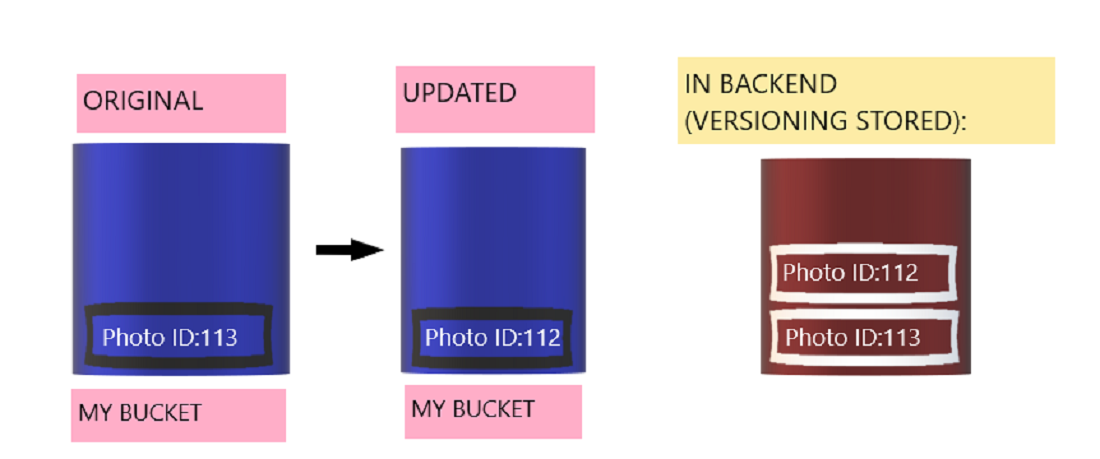 ORIGINAL
UPDATED
IN BACKEND
(VERSIONING STORED):
Photo ID:113
Photo ID:112
Photo ID:112
Photo ID:113
MY BUCKET
MY BUCKET